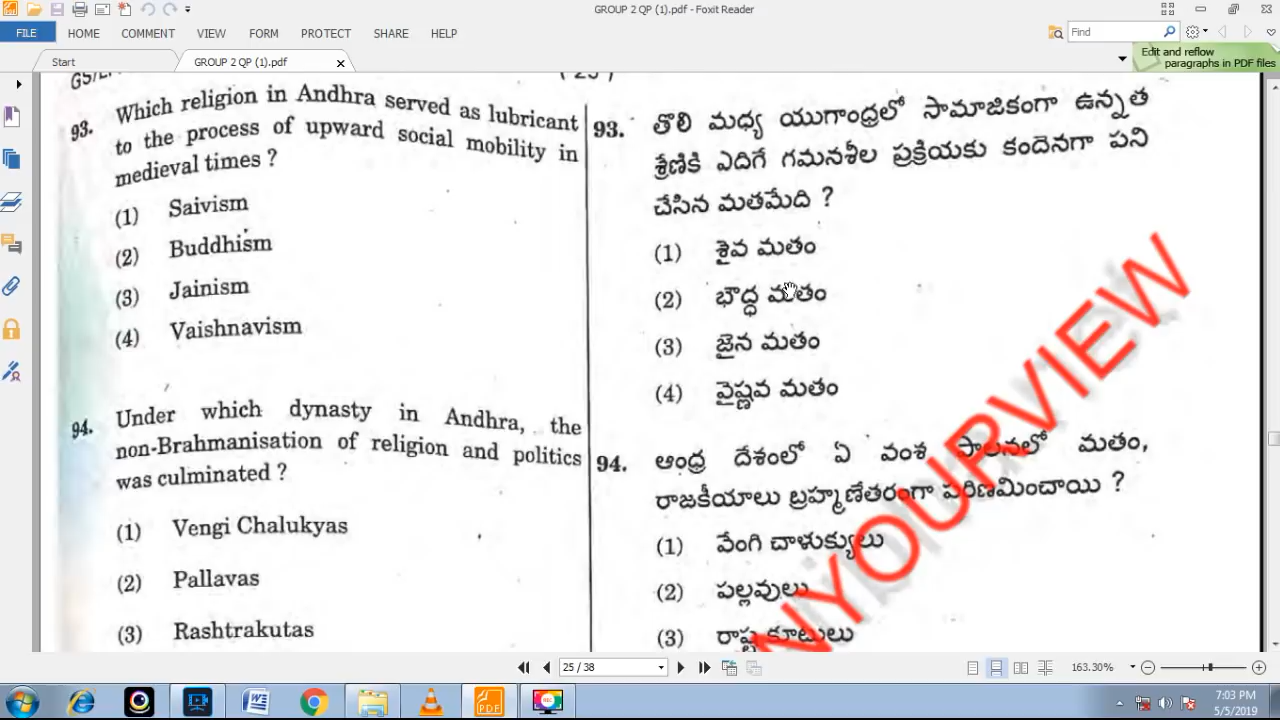 GROUP 2 QP (1).pdf - Foxit Reader
FILE HOME COMMENT VIEW FORM PROTECT SHARE HELP
Find
Start
GROUP 2 QP (1).pdf
Edit and reflow
paragraphs in PDF files
93. Which religion in Andhra served as lubricant
to the process of upward social mobility in
medieval times ?
(1) Saivism
(2) Buddhism
(3) Jainism
(4) Vaishnavism
94. Under which dynasty in Andhra, the
non-Brahmanisation of religion and politics
was culminated ?
(1) Vengi Chalukyas
(2) Pallavas
(3) Rashtrakutas
93. తొలి మధ్య యుగాంధ్రలో సామాజికంగా ఉన్నత
శ్రేణికి ఎదిగే గమనశీల ప్రక్రియకు కందెనగా పని
చేసిన మతమేది ?
(1) శైవ మతం
(2) భౌద్ధ మతం
(3) జైన మతం
(4) వైష్ణవ మతం
94. ఆంధ్ర దేశంలో ఏ వంశ పాలనలో మతం,
రాజకీయాలు బ్రహ్మణేతరంగా పరిణమించాయి ?
(1) వేంగి చాళుక్యులు
(2) పల్లవులు
(3) రాష్ట్రకూటులు
NYOURVIEW
25 / 38
163.30%
7:03 PM
5/5/2019